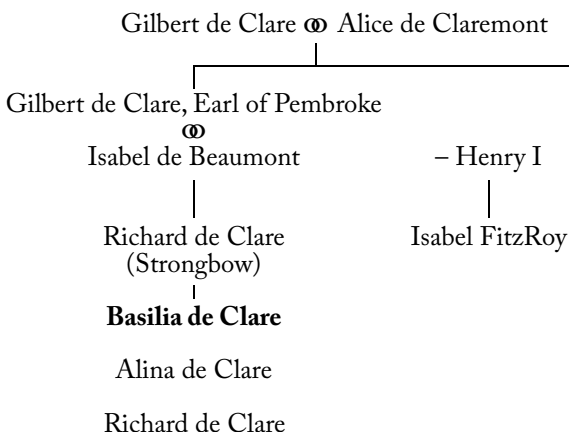 Gilbert de Clare ⚭ Alice de Claremont
Gilbert de Clare, Earl of Pembroke
⚭
Isabel de Beaumont – Henry I
Richard de Clare Isabel FitzRoy
(Strongbow)
Basilia de Clare
Alina de Clare
Richard de Clare